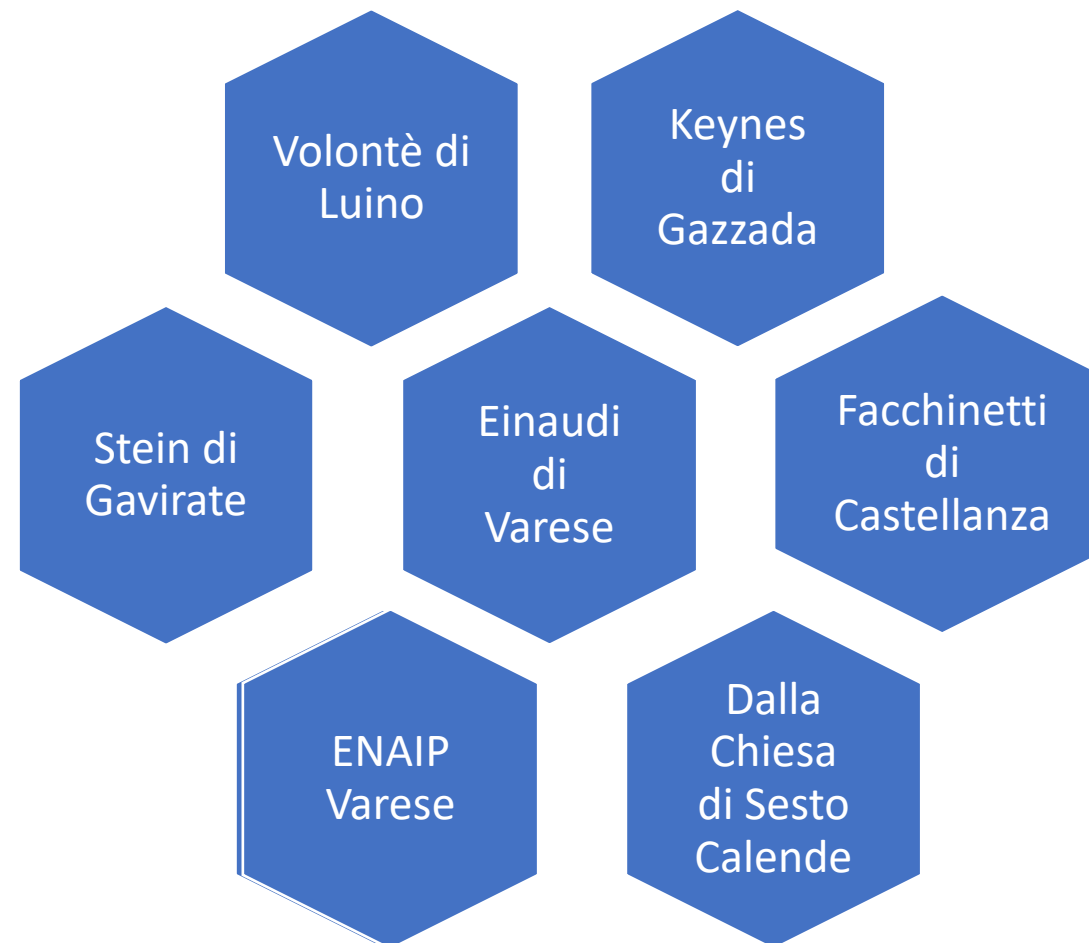 Volontè di
Luino
Keynes
di
Gazzada
Stein di
Gavirate
Einaudi
di
Varese
Facchinetti
di
Castellanza
ENAIP
Varese
Dalla
Chiesa
di Sesto
Calende